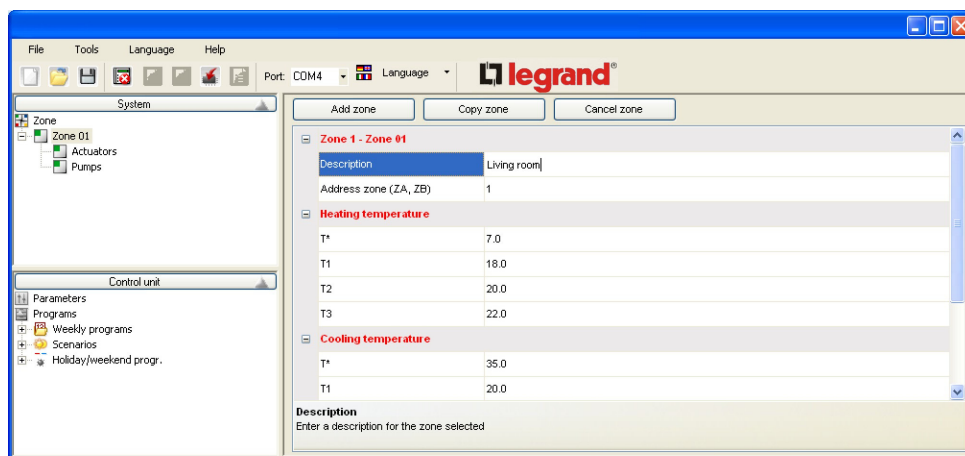 File Tools Language Help
Port: COM4 Language legrand®
System
Zone
Zone 01
Actuators
Pumps
Control unit
Parameters
Programs
Weekly programs
Scenarios
Holiday/weekend progr.
Add zone Copy zone Cancel zone
Zone 1 - Zone 01
Description Living room
Address zone (ZA, ZB) 1
Heating temperature
T* 7.0
T1 18.0
T2 20.0
T3 22.0
Cooling temperature
T* 35.0
T1 20.0
Description
Enter a description for the zone selected